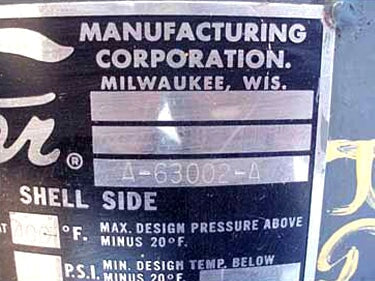 MANUFACTURING
CORPORATION.
MILWAUKEE, WIS.
®
A-63002-A
SHELL SIDE
AT °F. MAX. DESIGN PRESSURE ABOVE
MINUS 20°F.
P.S.I. MIN. DESIGN TEMP. BELOW
MINUS 20°F.